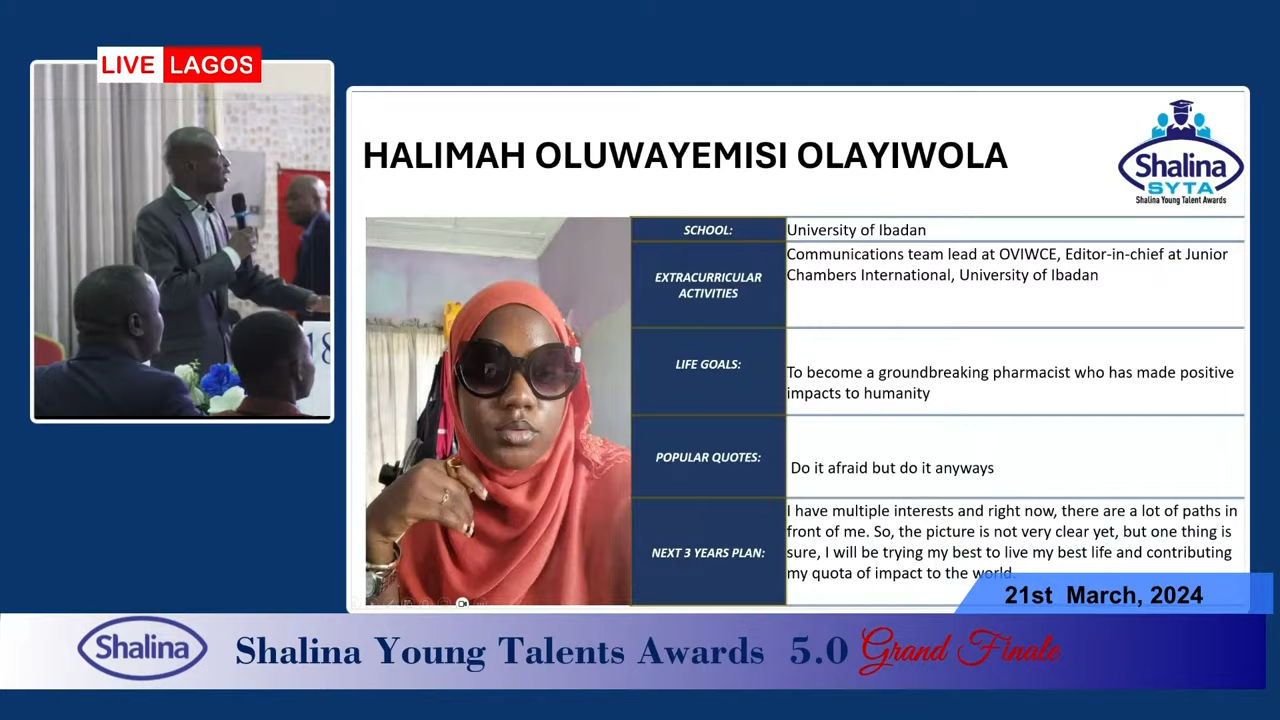 LIVE LAGOS
HALIMAH OLUWAYEMISI OLAYIWOLA
Shalina
SYTA
Shalina Young Talent Awards
SCHOOL:
University of Ibadan
EXTRACURRICULAR
ACTIVITIES
Communications team lead at OVIWCE, Editor-in-chief at Junior
Chambers International, University of Ibadan
LIFE GOALS:
To become a groundbreaking pharmacist who has made positive
impacts to humanity
POPULAR QUOTES:
Do it afraid but do it anyways
NEXT 3 YEARS PLAN:
I have multiple interests and right now, there are a lot of paths in
front of me. So, the picture is not very clear yet, but one thing is
sure, I will be trying my best to live my best life and contributing
my quota of impact to the world.
18
21st March, 2024
Shalina
Shalina Young Talents Awards 5.0 Grand Finale